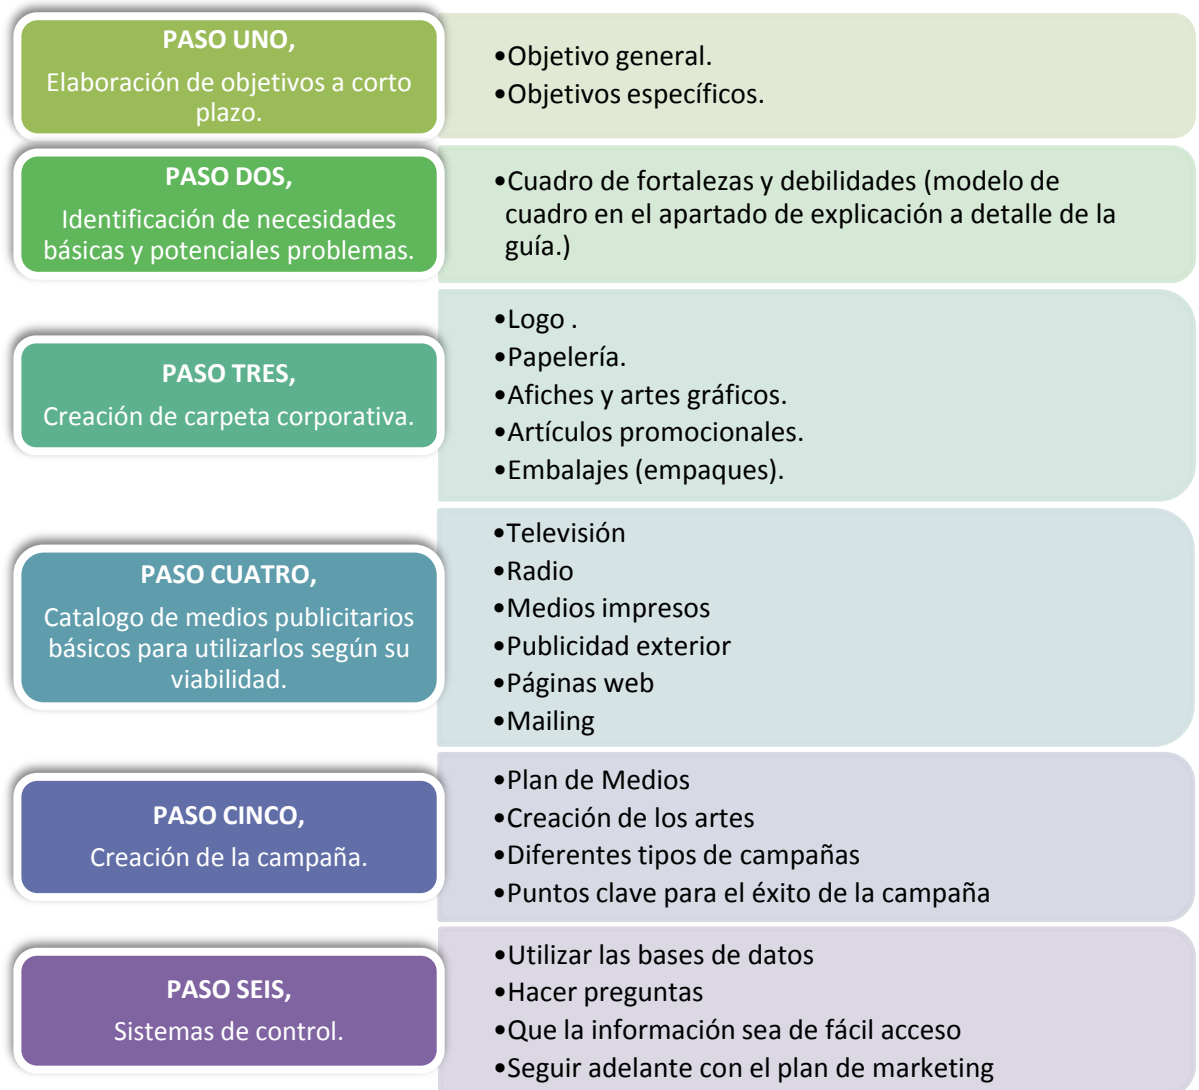 PASO UNO,
Elaboración de objetivos a corto
plazo.
•Objetivo general.
•Objetivos específicos.
PASO DOS,
Identificación de necesidades
básicas y potenciales problemas.
•Cuadro de fortalezas y debilidades (modelo de
cuadro en el apartado de explicación a detalle de la
guía.)
PASO TRES,
Creación de carpeta corporativa.
•Logo .
•Papelería.
•Afiches y artes gráficos.
•Artículos promocionales.
•Embalajes (empaques).
PASO CUATRO,
Catalogo de medios publicitarios
básicos para utilizarlos según su
viabilidad.
•Televisión
•Radio
•Medios impresos
•Publicidad exterior
•Páginas web
•Mailing
PASO CINCO,
Creación de la campaña.
•Plan de Medios
•Creación de los artes
•Diferentes tipos de campañas
•Puntos clave para el éxito de la campaña
PASO SEIS,
Sistemas de control.
•Utilizar las bases de datos
•Hacer preguntas
•Que la información sea de fácil acceso
•Seguir adelante con el plan de marketing